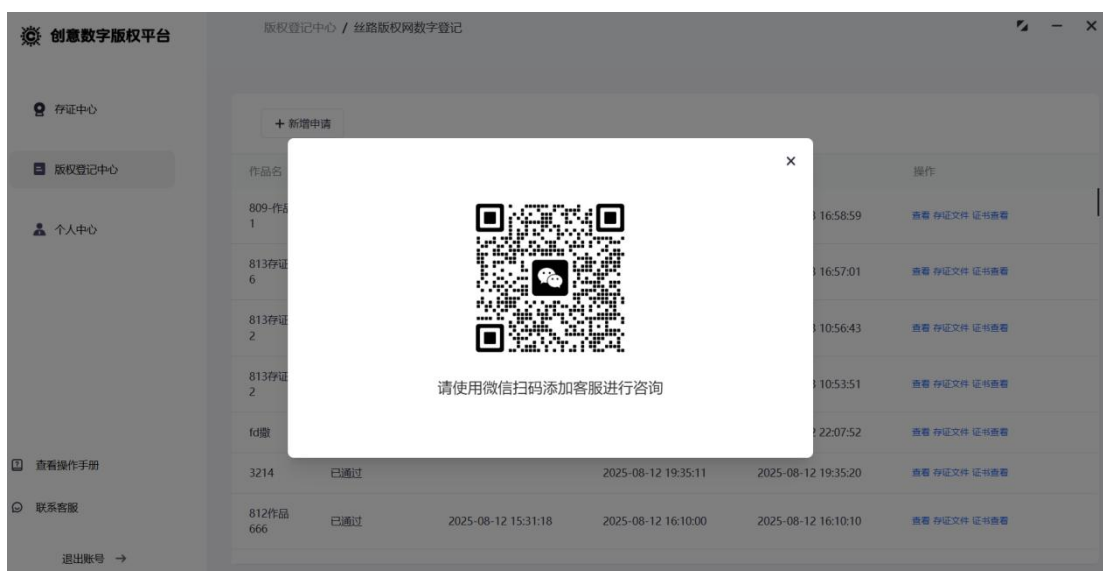 创意数字版权平台
版权登记中心 / 丝路版权网数字登记
存证中心
版权登记中心
个人中心
查看操作手册
联系客服
退出账号 →
+ 新增申请
作品名 操作
809-作品1 16:58:59 查看 存证文件 证书查看
813存证6 16:57:01 查看 存证文件 证书查看
813存证2 10:56:43 查看 存证文件 证书查看
813存证2 10:53:51 查看 存证文件 证书查看
fd撒 22:07:52 查看 存证文件 证书查看
3214 已通过 2025-08-12 19:35:11 2025-08-12 19:35:20 查看 存证文件 证书查看
812作品666 已通过 2025-08-12 15:31:18 2025-08-12 16:10:00 2025-08-12 16:10:10 查看 存证文件 证书查看
请使用微信扫码添加客服进行咨询